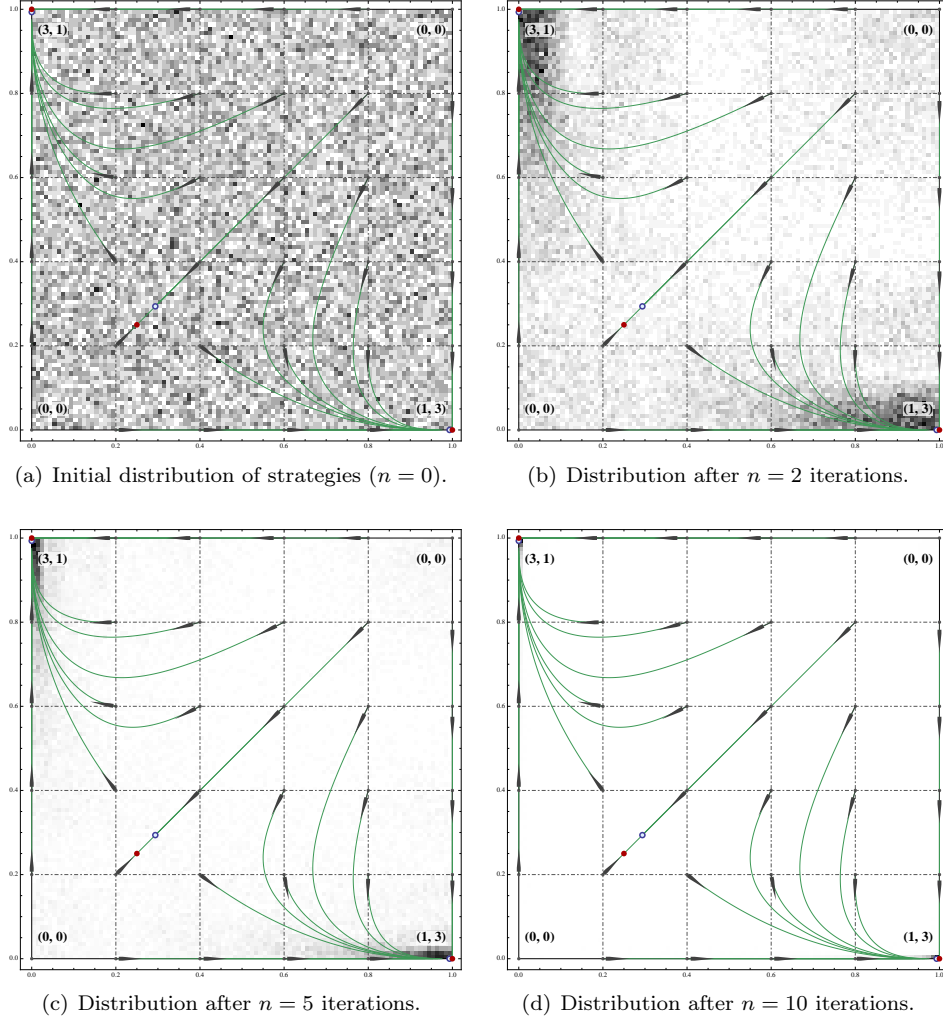 1.0
(3, 1) (0, 0)
0.8
0.6
0.4
0.2
(0, 0) (1, 3)
0.0
0.0 0.2 0.4 0.6 0.8 1.0
(a) Initial distribution of strategies (n = 0).
1.0
(3, 1) (0, 0)
0.8
0.6
0.4
0.2
(0, 0) (1, 3)
0.0
0.0 0.2 0.4 0.6 0.8 1.0
(b) Distribution after n = 2 iterations.
1.0
(3, 1) (0, 0)
0.8
0.6
0.4
0.2
(0, 0) (1, 3)
0.0
0.0 0.2 0.4 0.6 0.8 1.0
(c) Distribution after n = 5 iterations.
1.0
(3, 1) (0, 0)
0.8
0.6
0.4
0.2
(0, 0) (1, 3)
0.0
0.0 0.2 0.4 0.6 0.8 1.0
(d) Distribution after n = 10 iterations.